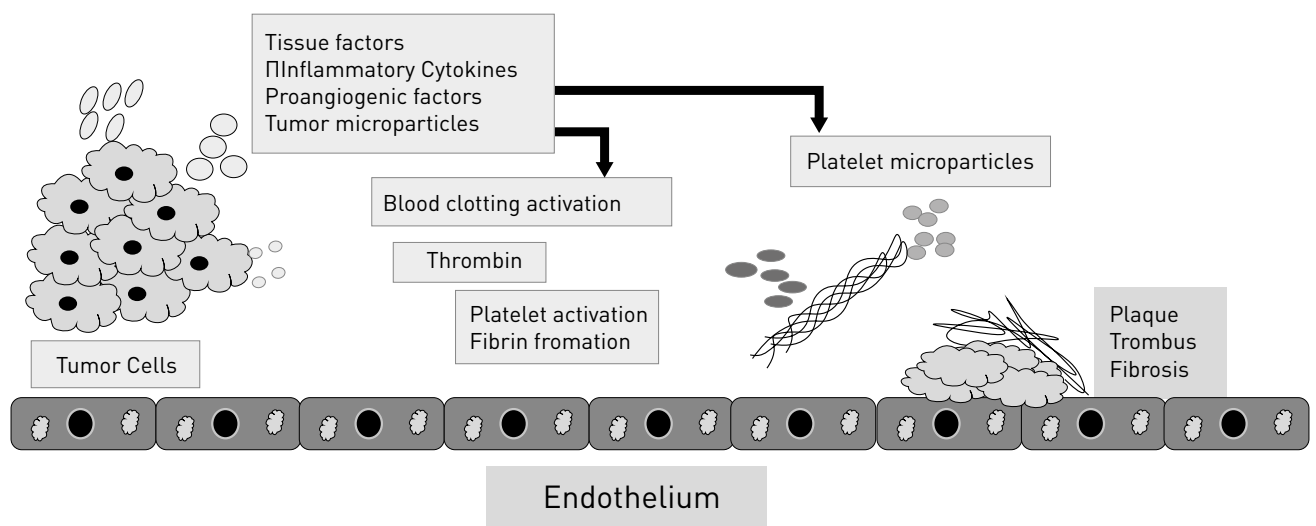 Tissue factors
ΠInflammatory Cytokines
Proangiogenic factors
Tumor microparticles
Platelet microparticles
Blood clotting activation
Thrombin
Platelet activation
Fibrin fromation
Plaque
Trombus
Fibrosis
Tumor Cells
Endothelium